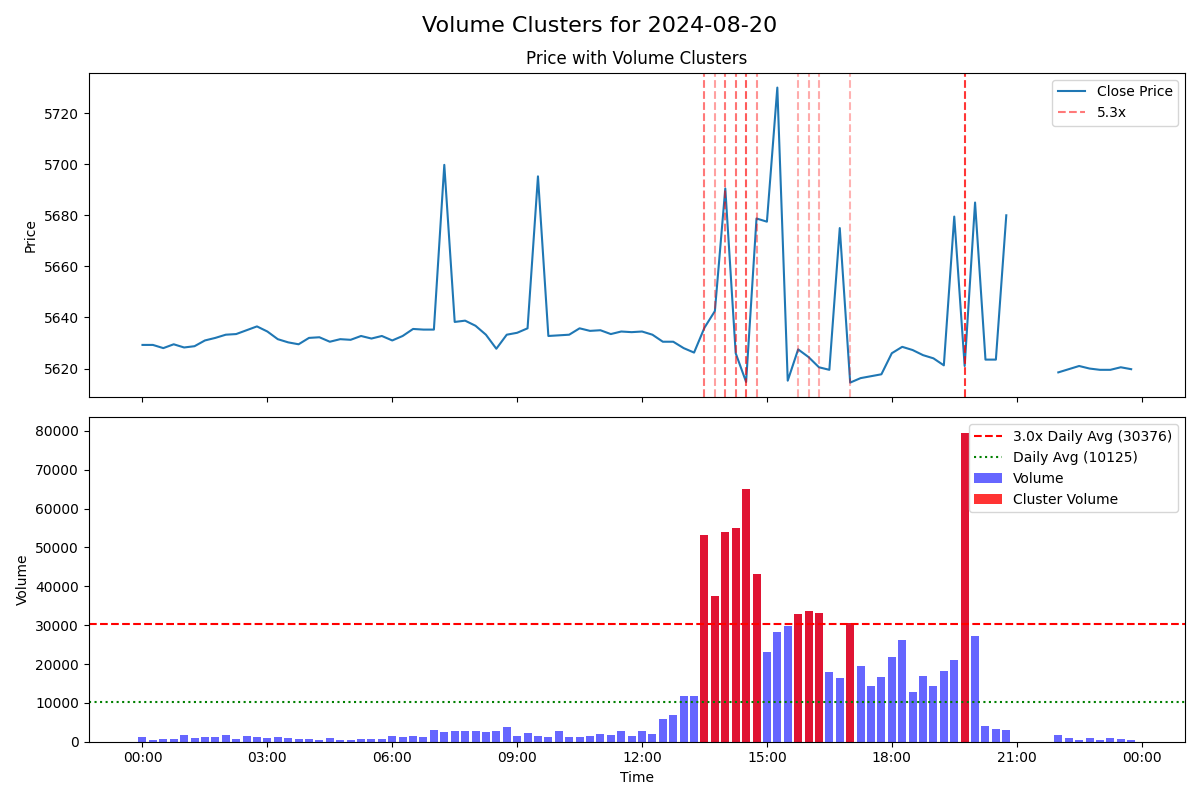 Volume Clusters for 2024-08-20
Price with Volume Clusters
Price
5720
5700
5680
5660
5640
5620
Close Price
5.3x
Volume
80000
70000
60000
50000
40000
30000
20000
10000
0
3.0x Daily Avg (30376)
Daily Avg (10125)
Volume
Cluster Volume
00:00 03:00 06:00 09:00 12:00 15:00 18:00 21:00 00:00
Time